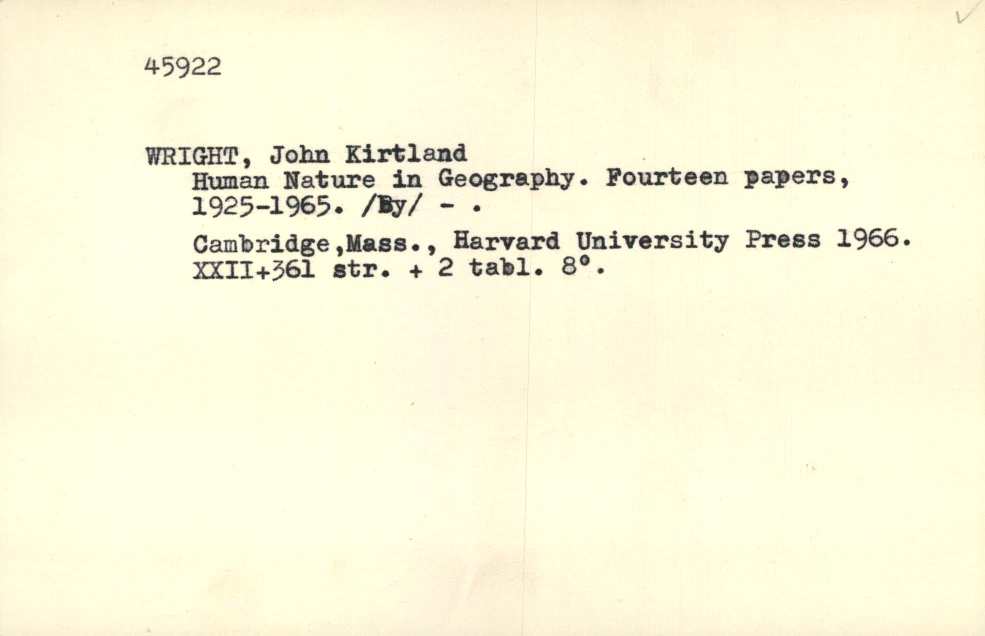 45922
WRIGHT, John Kirtland
Human Nature in Geography. Fourteen papers,
1925-1965. /By/ - .
Cambridge,Mass., Harvard University Press 1966.
XXII+361 str. + 2 tabl. 8°.